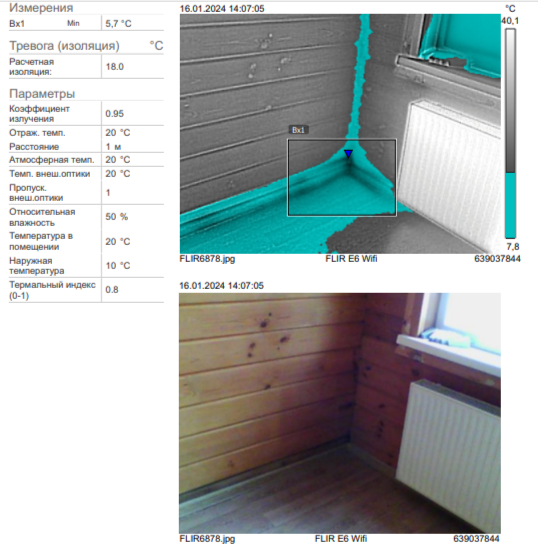 Измерения
Bx1 Min 5,7 °C
Тревога (изоляция) °C
Расчетная
изоляция:
18.0
Параметры
Коэффициент
излучения
0.95
Отраж. темп. 20 °C
Расстояние 1 м
Атмосферная темп. 20 °C
Темп. внеш.оптики 20 °C
Пропуск.
внеш.оптики
1
Относительная
влажность
50 %
Температура в
помещении
20 °C
Наружная
температура
10 °C
Термальный индекс
(0-1)
0.8
16.01.2024 14:07:05
°C
40,1
Bx1
7,8
FLIR6878.jpg FLIR E6 Wifi 639037844
16.01.2024 14:07:05
FLIR6878.jpg FLIR E6 Wifi 639037844